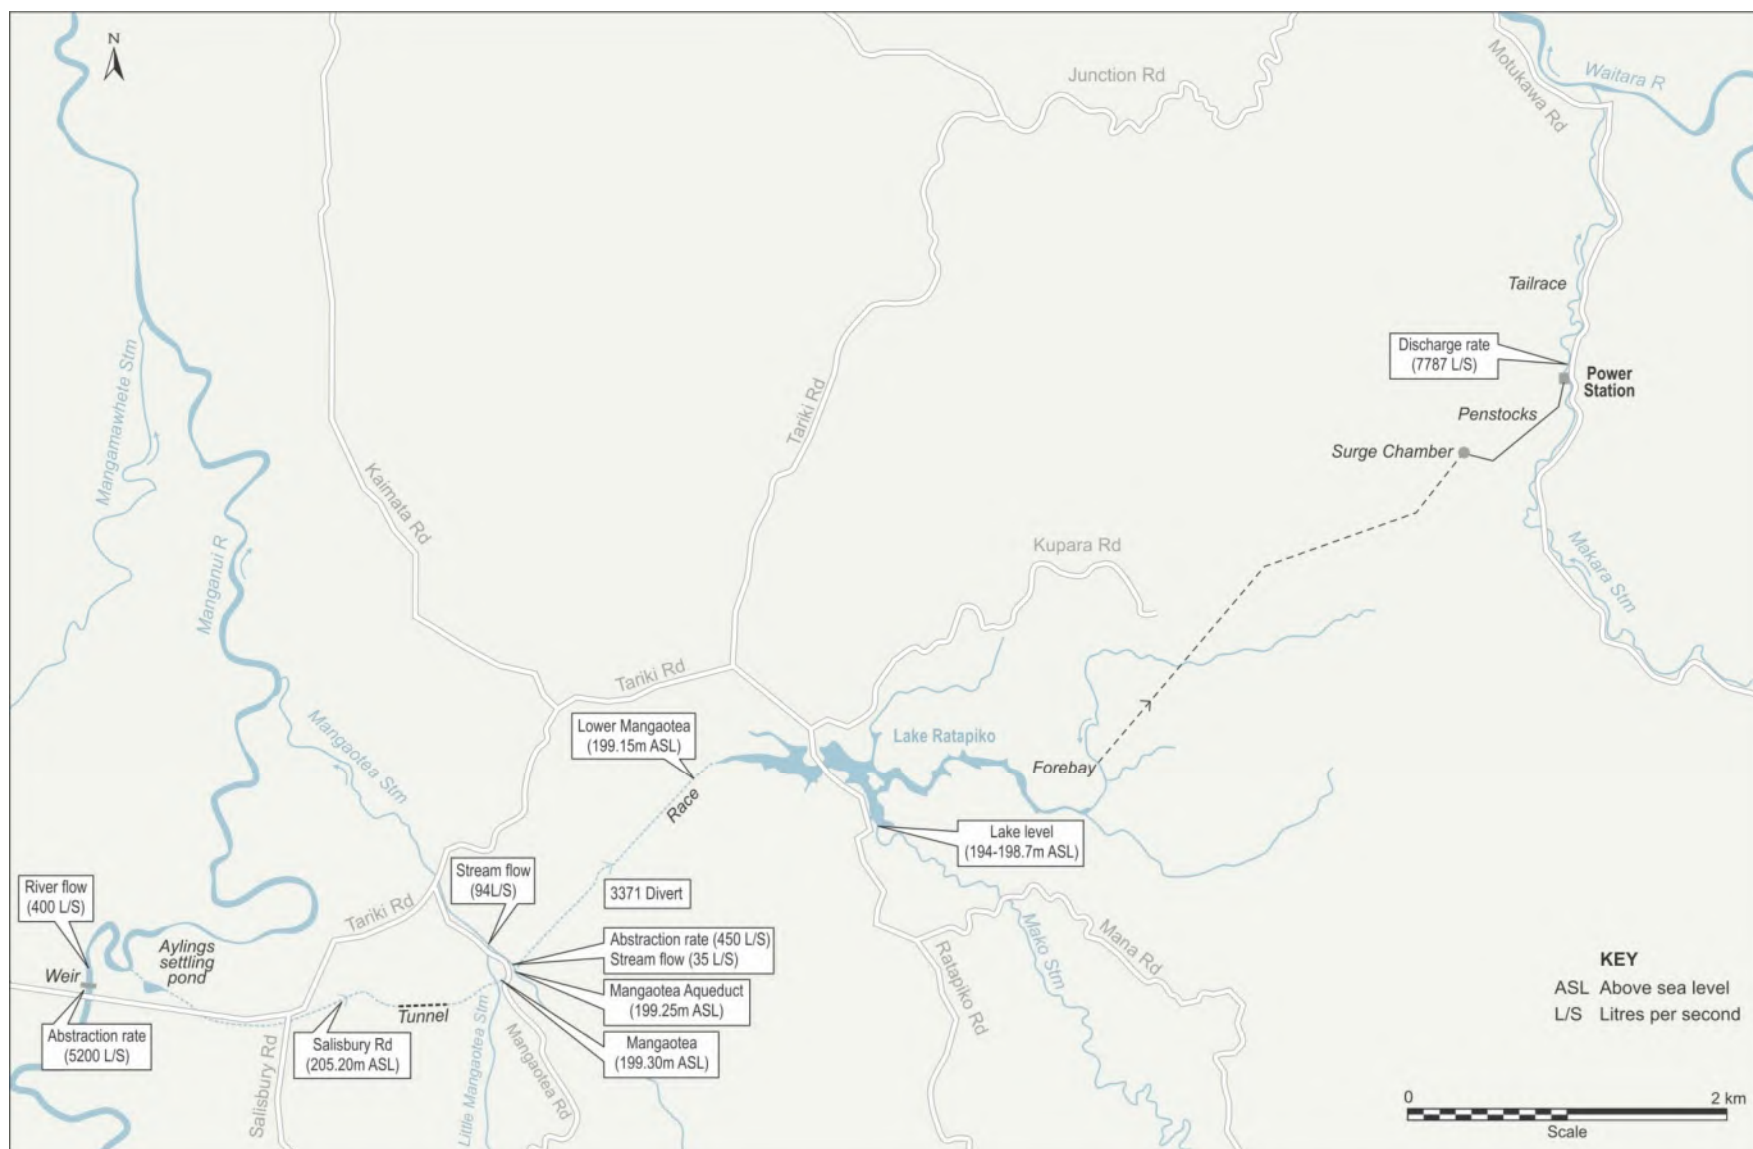 N
Junction Rd
Motukawa Rd
Waitara R
Tailrace
Discharge rate
(7787 L/S)
Power
Station
Penstocks
Surge Chamber
Mangamawhete Stm
Manganui R
Kaimata Rd
Tariki Rd
Kupara Rd
Makara Stm
Tariki Rd
Mangaotea Stm
Lower Mangaotea
(199.15m ASL)
Lake Ratapiko
Forebay
Race
Lake level
(194-198.7m ASL)
River flow
(400 L/S)
Stream flow
(94L/S)
3371 Divert
Tariki Rd
Aylings
settling
pond
Weir
Abstraction rate (450 L/S)
Stream flow (35 L/S)
Mangaotea Aqueduct
(199.25m ASL)
Mako Stm
Mana Rd
Ratapiko Rd
Tunnel
Abstraction rate
(5200 L/S)
Salisbury Rd
(205.20m ASL)
Mangaotea
(199.30m ASL)
Salisbury Rd
Little Mangaotea Stm
Mangaotea Rd
KEY
ASL Above sea level
L/S Litres per second
0 2 km
Scale